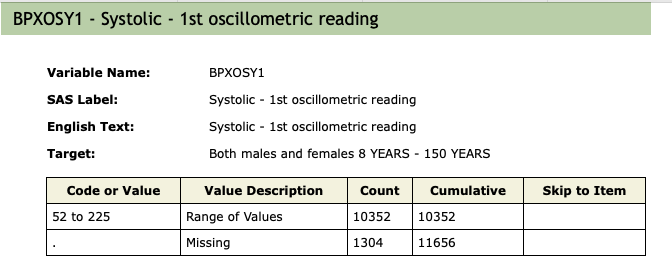 BPXOSY1 - Systolic - 1st oscillometric reading
Variable Name: BPXOSY1
SAS Label: Systolic - 1st oscillometric reading
English Text: Systolic - 1st oscillometric reading
Target: Both males and females 8 YEARS - 150 YEARS
Code or Value Value Description Count Cumulative Skip to Item
52 to 225 Range of Values 10352 10352
. Missing 1304 11656